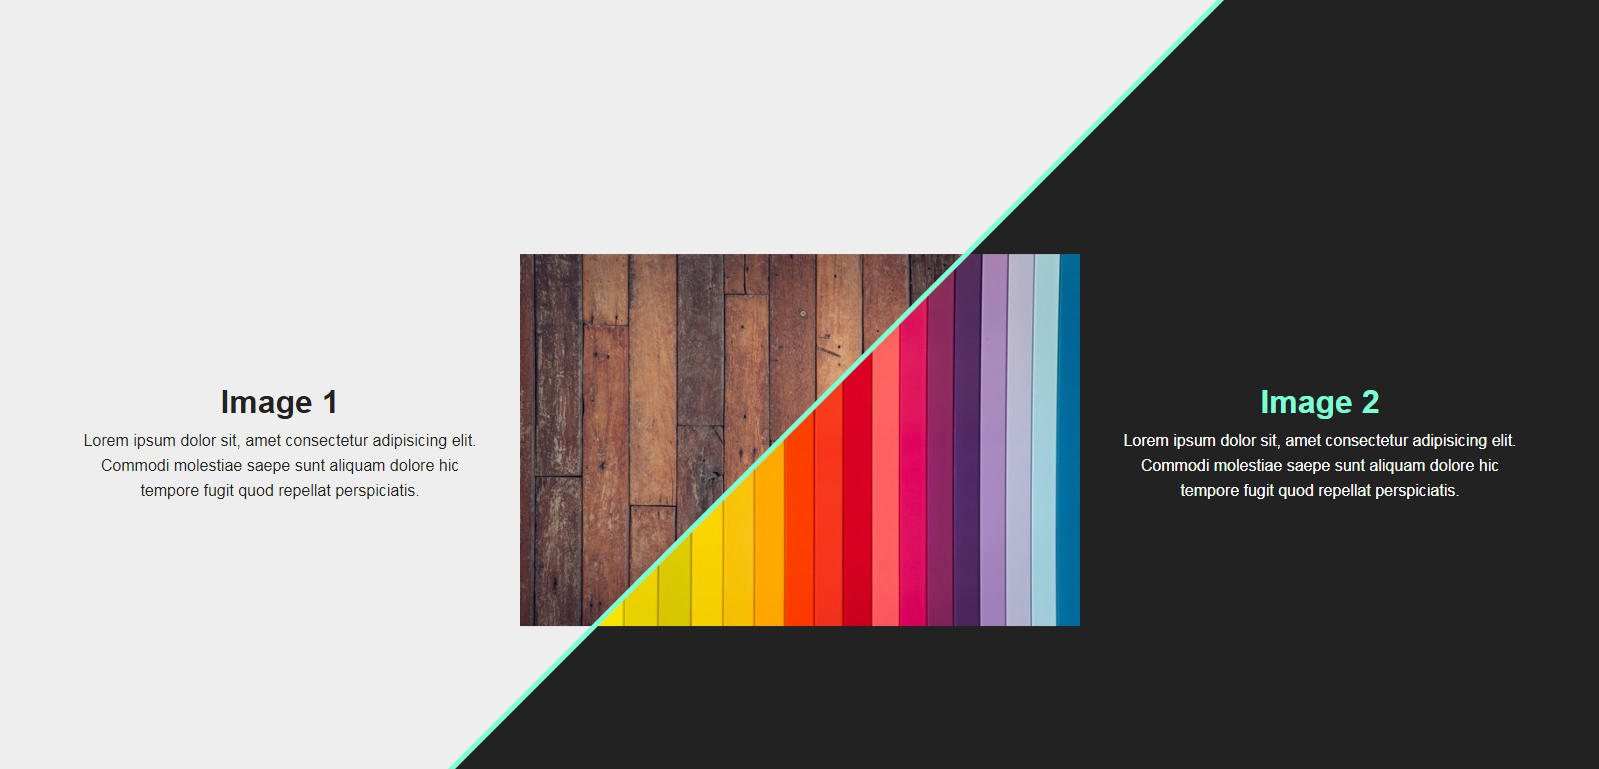 Image 1
Lorem ipsum dolor sit, amet consectetur adipisicing elit.
Commodi molestiae saepe sunt aliquam dolore hic
tempore fugit quod repellat perspiciatis.
Image 2
Lorem ipsum dolor sit, amet consectetur adipisicing elit.
Commodi molestiae saepe sunt aliquam dolore hic
tempore fugit quod repellat perspiciatis.